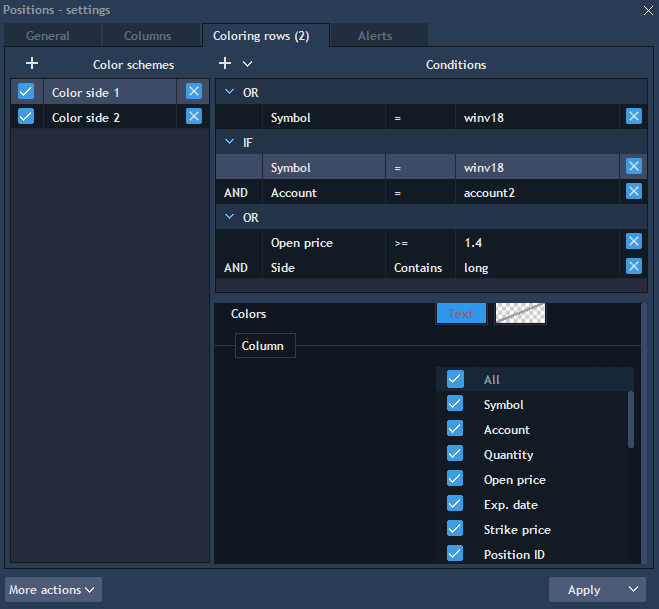 Positions - settings
General Columns Coloring rows (2) Alerts
Color schemes
Color side 1
Color side 2
Conditions
OR
Symbol = winv18
IF
Symbol = winv18
AND Account = account2
OR
Open price >= 1.4
AND Side Contains long
Colors Text
Column
All
Symbol
Account
Quantity
Open price
Exp. date
Strike price
Position ID
More actions Apply